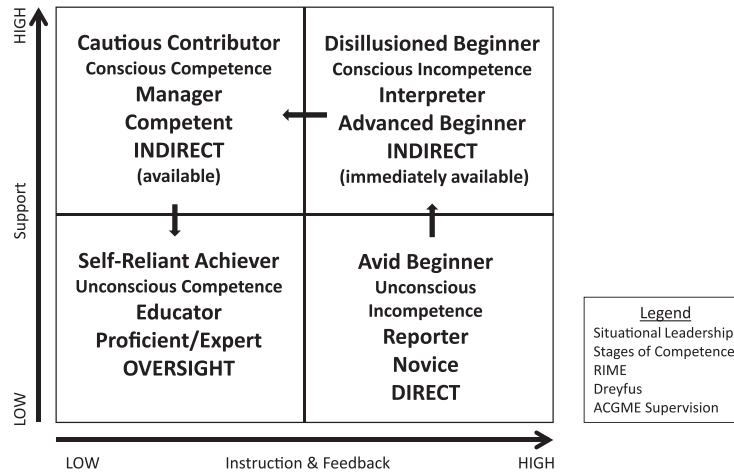 HIGH
Support
LOW
Cautious Contributor
Conscious Competence
Manager
Competent
INDIRECT
(available)
Disillusioned Beginner
Conscious Incompetence
Interpreter
Advanced Beginner
INDIRECT
(immediately available)
Self-Reliant Achiever
Unconscious Competence
Educator
Proficient/Expert
OVERSIGHT
Avid Beginner
Unconscious
Incompetence
Reporter
Novice
DIRECT
Legend
Situational Leadership
Stages of Competence
RIME
Dreyfus
ACGME Supervision
LOW
Instruction & Feedback
HIGH